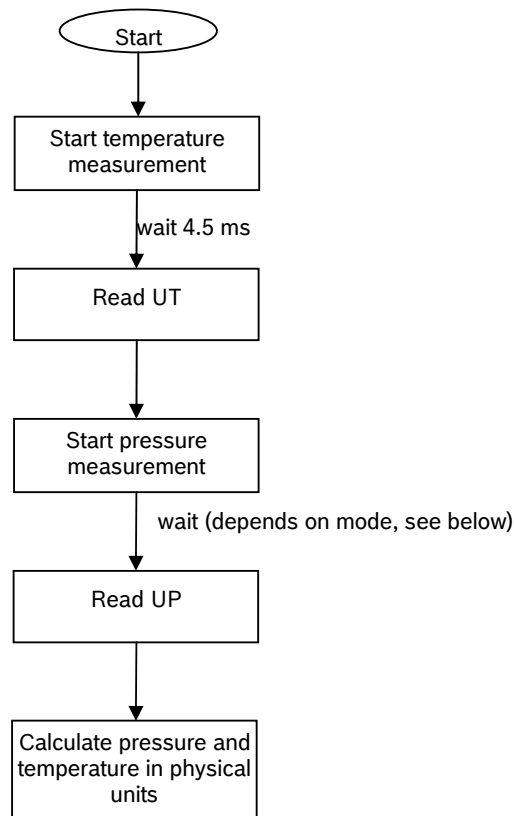 Start
Start temperature
measurement
wait 4.5 ms
Read UT
Start pressure
measurement
wait (depends on mode, see below)
Read UP
Calculate pressure and
temperature in physical
units